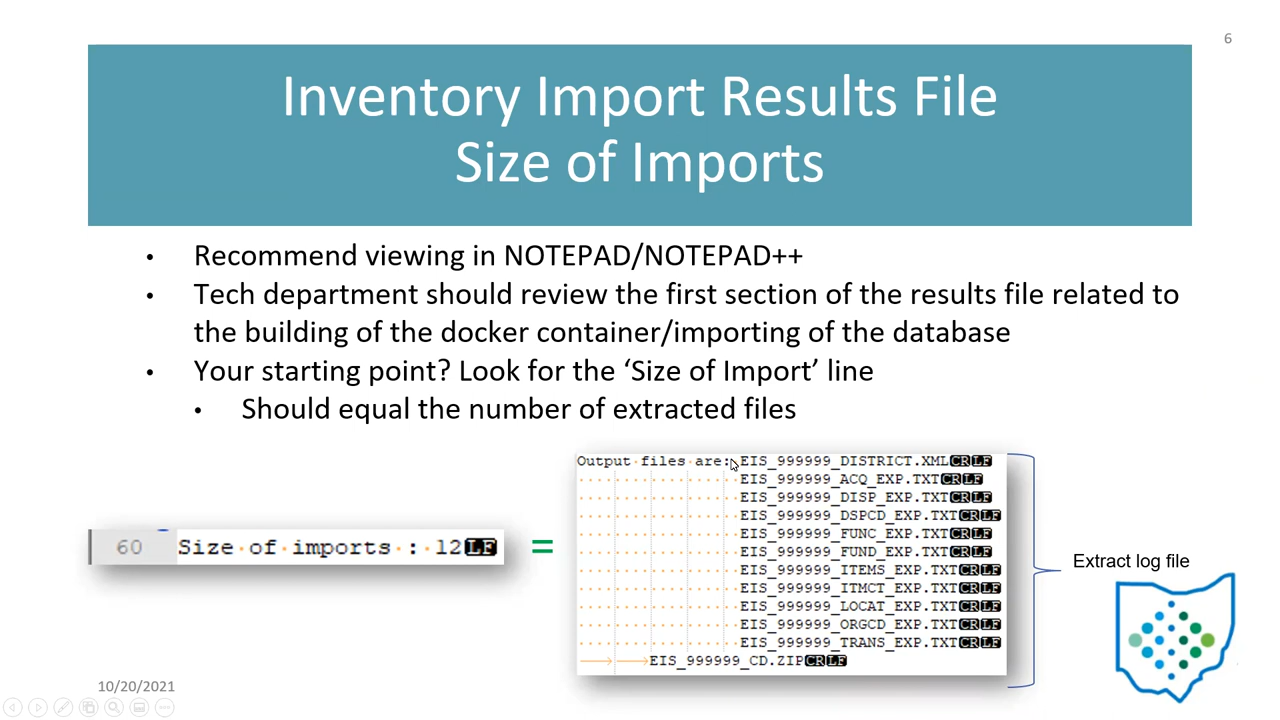 6
Inventory Import Results File
Size of Imports
• Recommend viewing in NOTEPAD/NOTEPAD++
• Tech department should review the first section of the results file related to
the building of the docker container/importing of the database
• Your starting point? Look for the ‘Size of Import’ line
• Should equal the number of extracted files
60 Size·of·imports·:·12LF
=
Output·files·are:·EIS_999999_DISTRICT.XMLCRLF
EIS_999999_ACQ_EXP.TXTCRLF
EIS_999999_DISP_EXP.TXTCRLF
EIS_999999_DSPCD_EXP.TXTCRLF
EIS_999999_FUNC_EXP.TXTCRLF
EIS_999999_FUND_EXP.TXTCRLF
EIS_999999_ITEMS_EXP.TXTCRLF
EIS_999999_ITMCT_EXP.TXTCRLF
EIS_999999_LOCAT_EXP.TXTCRLF
EIS_999999_ORGCD_EXP.TXTCRLF
EIS_999999_TRANS_EXP.TXTCRLF
EIS_999999_CD.ZIPCRLF
Extract log file
10/20/2021